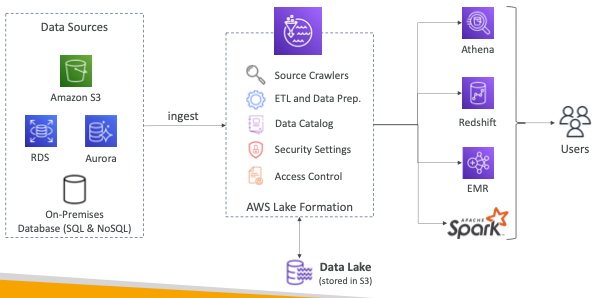 Data Sources
Amazon S3
RDS
Aurora
On-Premises
Database (SQL & NoSQL)
ingest
Source Crawlers
ETL and Data Prep.
Data Catalog
Security Settings
Access Control
AWS Lake Formation
Data Lake
(stored in S3)
Athena
Redshift
EMR
APACHE
Spark
Users